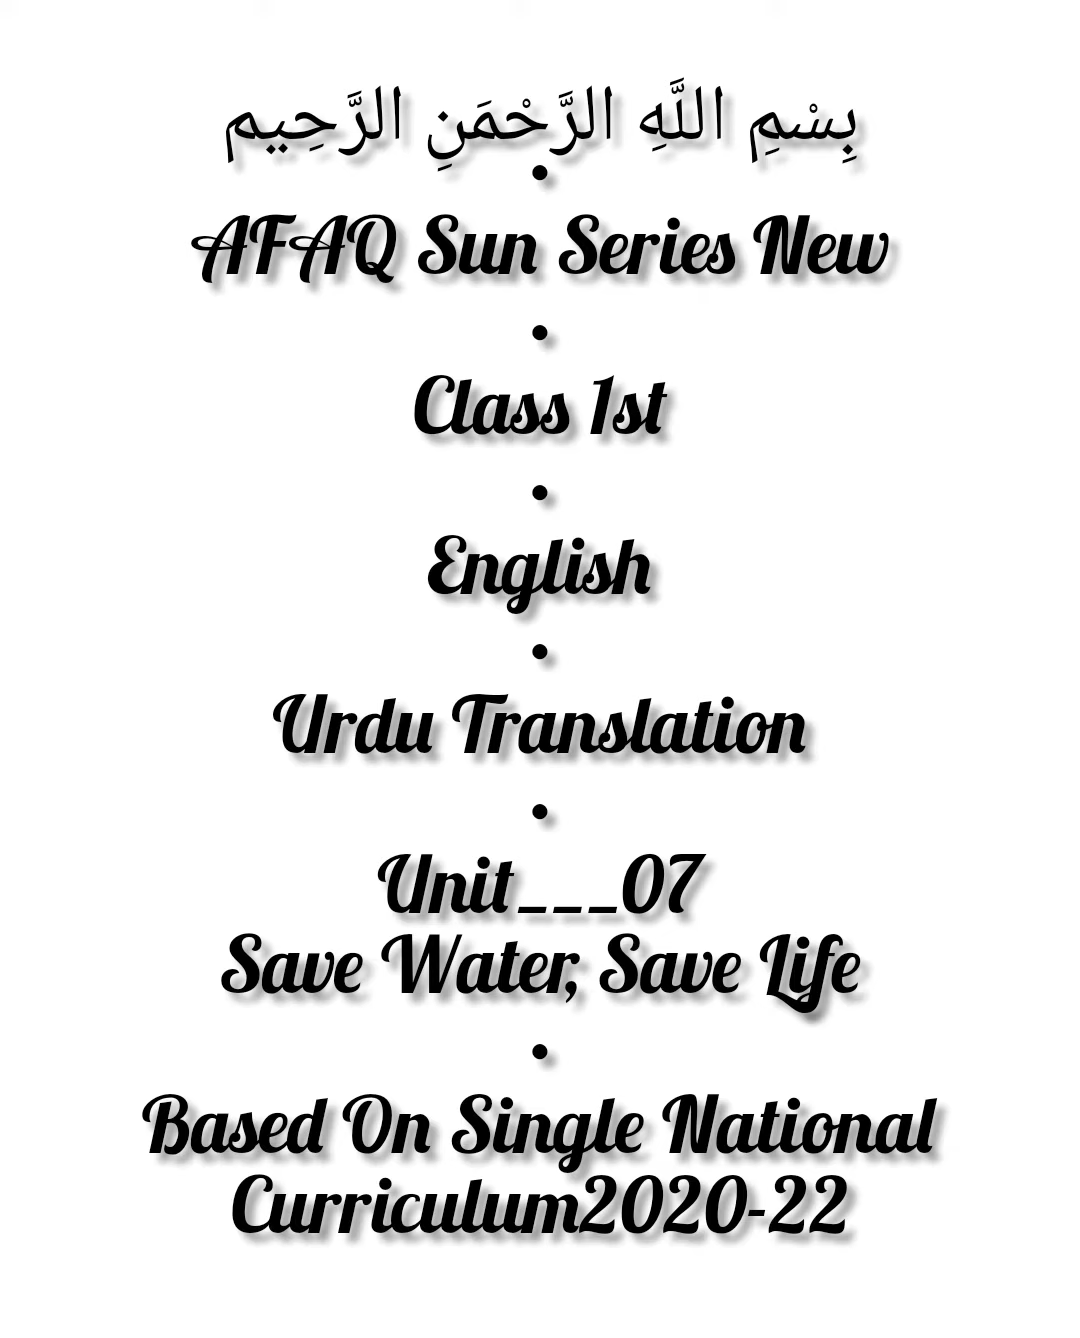 بِسْمِ اللَّهِ الرَّحْمَنِ الرَّحِيم
•
AFAQ Sun Series New
•
Class 1st
•
English
•
Urdu Translation
•
Unit___07
Save Water, Save Life
•
Based On Single National
Curriculum2020-22